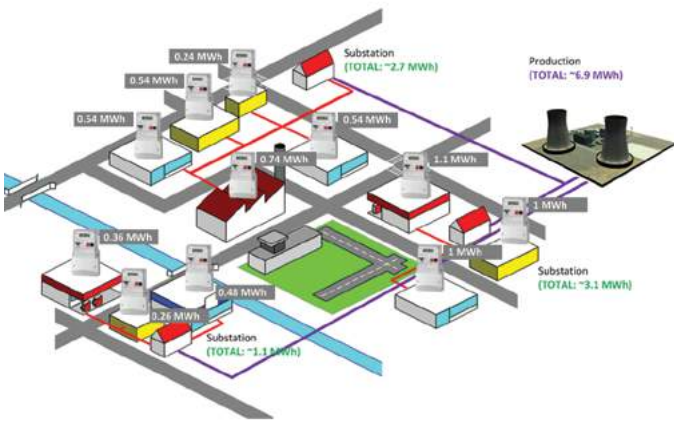 0.24 MWh
Substation
(TOTAL: ~2.7 MWh)
Production
(TOTAL: ~6.9 MWh)
0.54 MWh
0.54 MWh
0.54 MWh
0.74 MWh
1.1 MWh
1 MWh
0.36 MWh
1 MWh
0.48 MWh
0.26 MWh
Substation
(TOTAL: ~3.1 MWh)
Substation
(TOTAL: ~1.1 MWh)